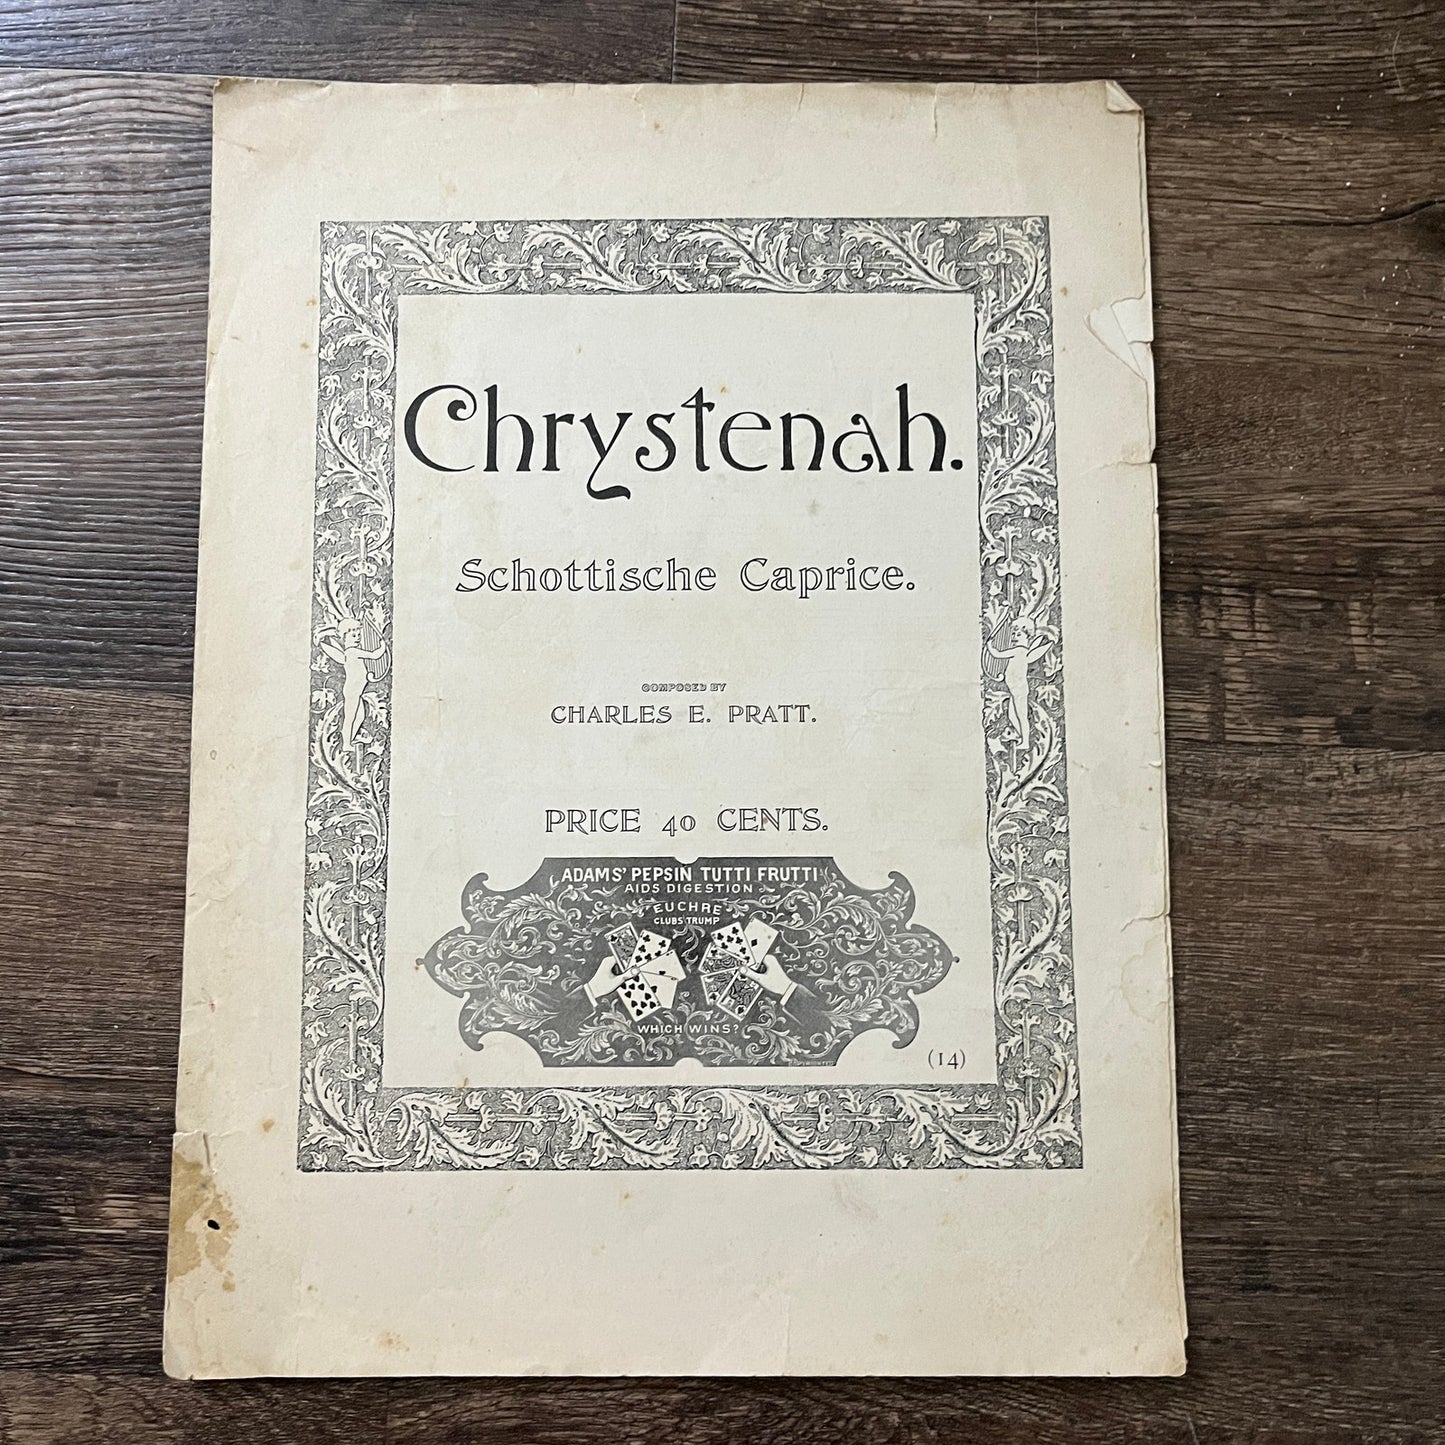 Chrystenah.
Schottische Caprice.
COMPOSED BY
CHARLES E. PRATT.
PRICE 40 CENTS.
ADAMS' PEPSIN TUTTI FRUTTI
AIDS DIGESTION
EUCHRE
CLUBS TRUMP
WHICH WINS?
(14)